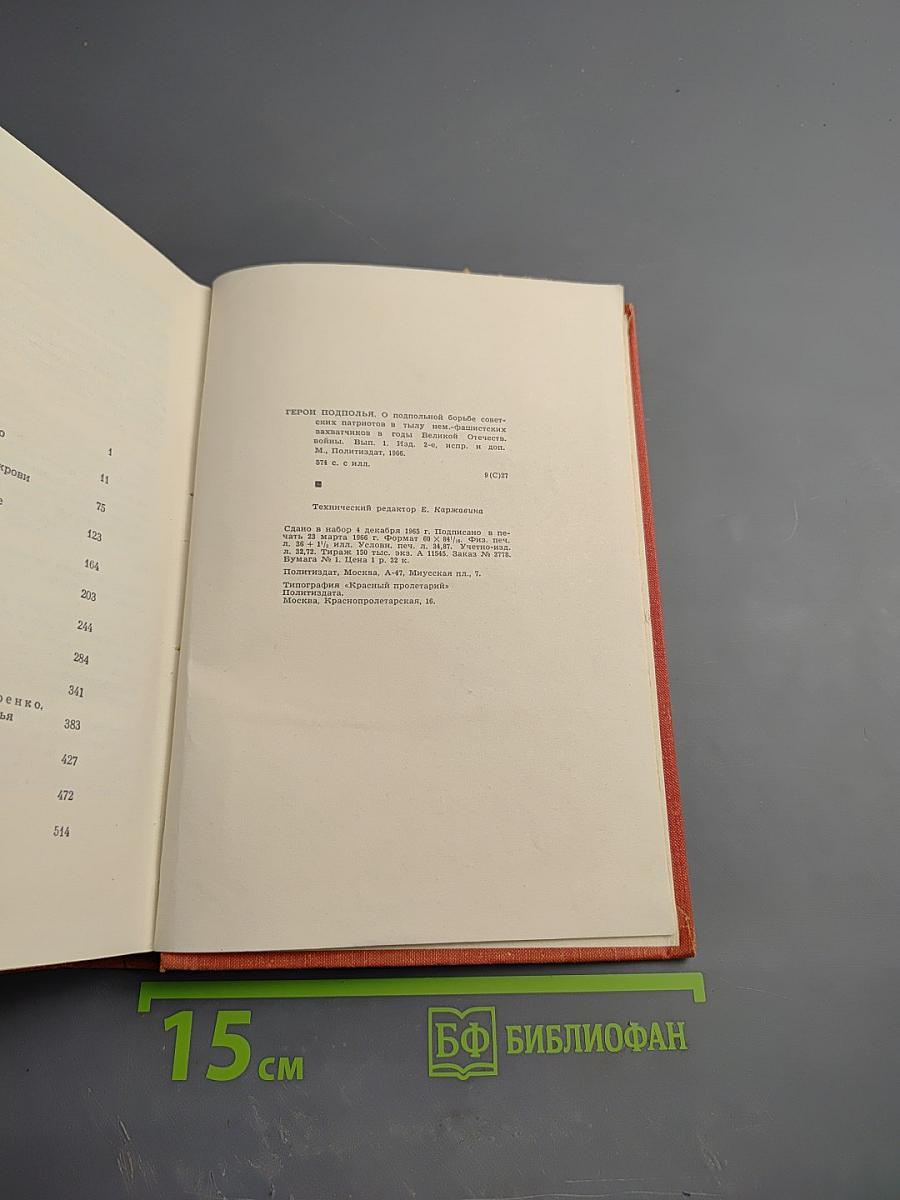 о
1
крови
11
е
75
123
164
203
244
284
341
ренко,
ья
383
427
472
514
ГЕРОИ ПОДПОЛЬЯ. О подпольной борьбе совет-
ских патриотов в тылу нем.-фашистских
захватчиков в годы Великой Отечеств.
войны. Вып. 1. Изд. 2-е, испр. и доп.
М., Политиздат, 1966.
574 с. с илл.
9(С)27
Технический редактор Е. Каржавина
Сдано в набор 4 декабря 1965 г. Подписано в пе-
чать 23 марта 1966 г. Формат 60 × 84 1/16. Физ. печ.
л. 36 + 1 1/2 илл. Условн. печ. л. 34,87. Учетно-изд.
л. 32,72. Тираж 150 тыс. экз. А 11545. Заказ № 3778.
Бумага № 1. Цена 1 р. 22 к.
Политиздат, Москва, А-47, Миусская пл., 7.
Типография «Красный пролетарий»
Политиздата.
Москва, Краснопролетарская, 16.
15 см
БФ БИБЛИОФАН